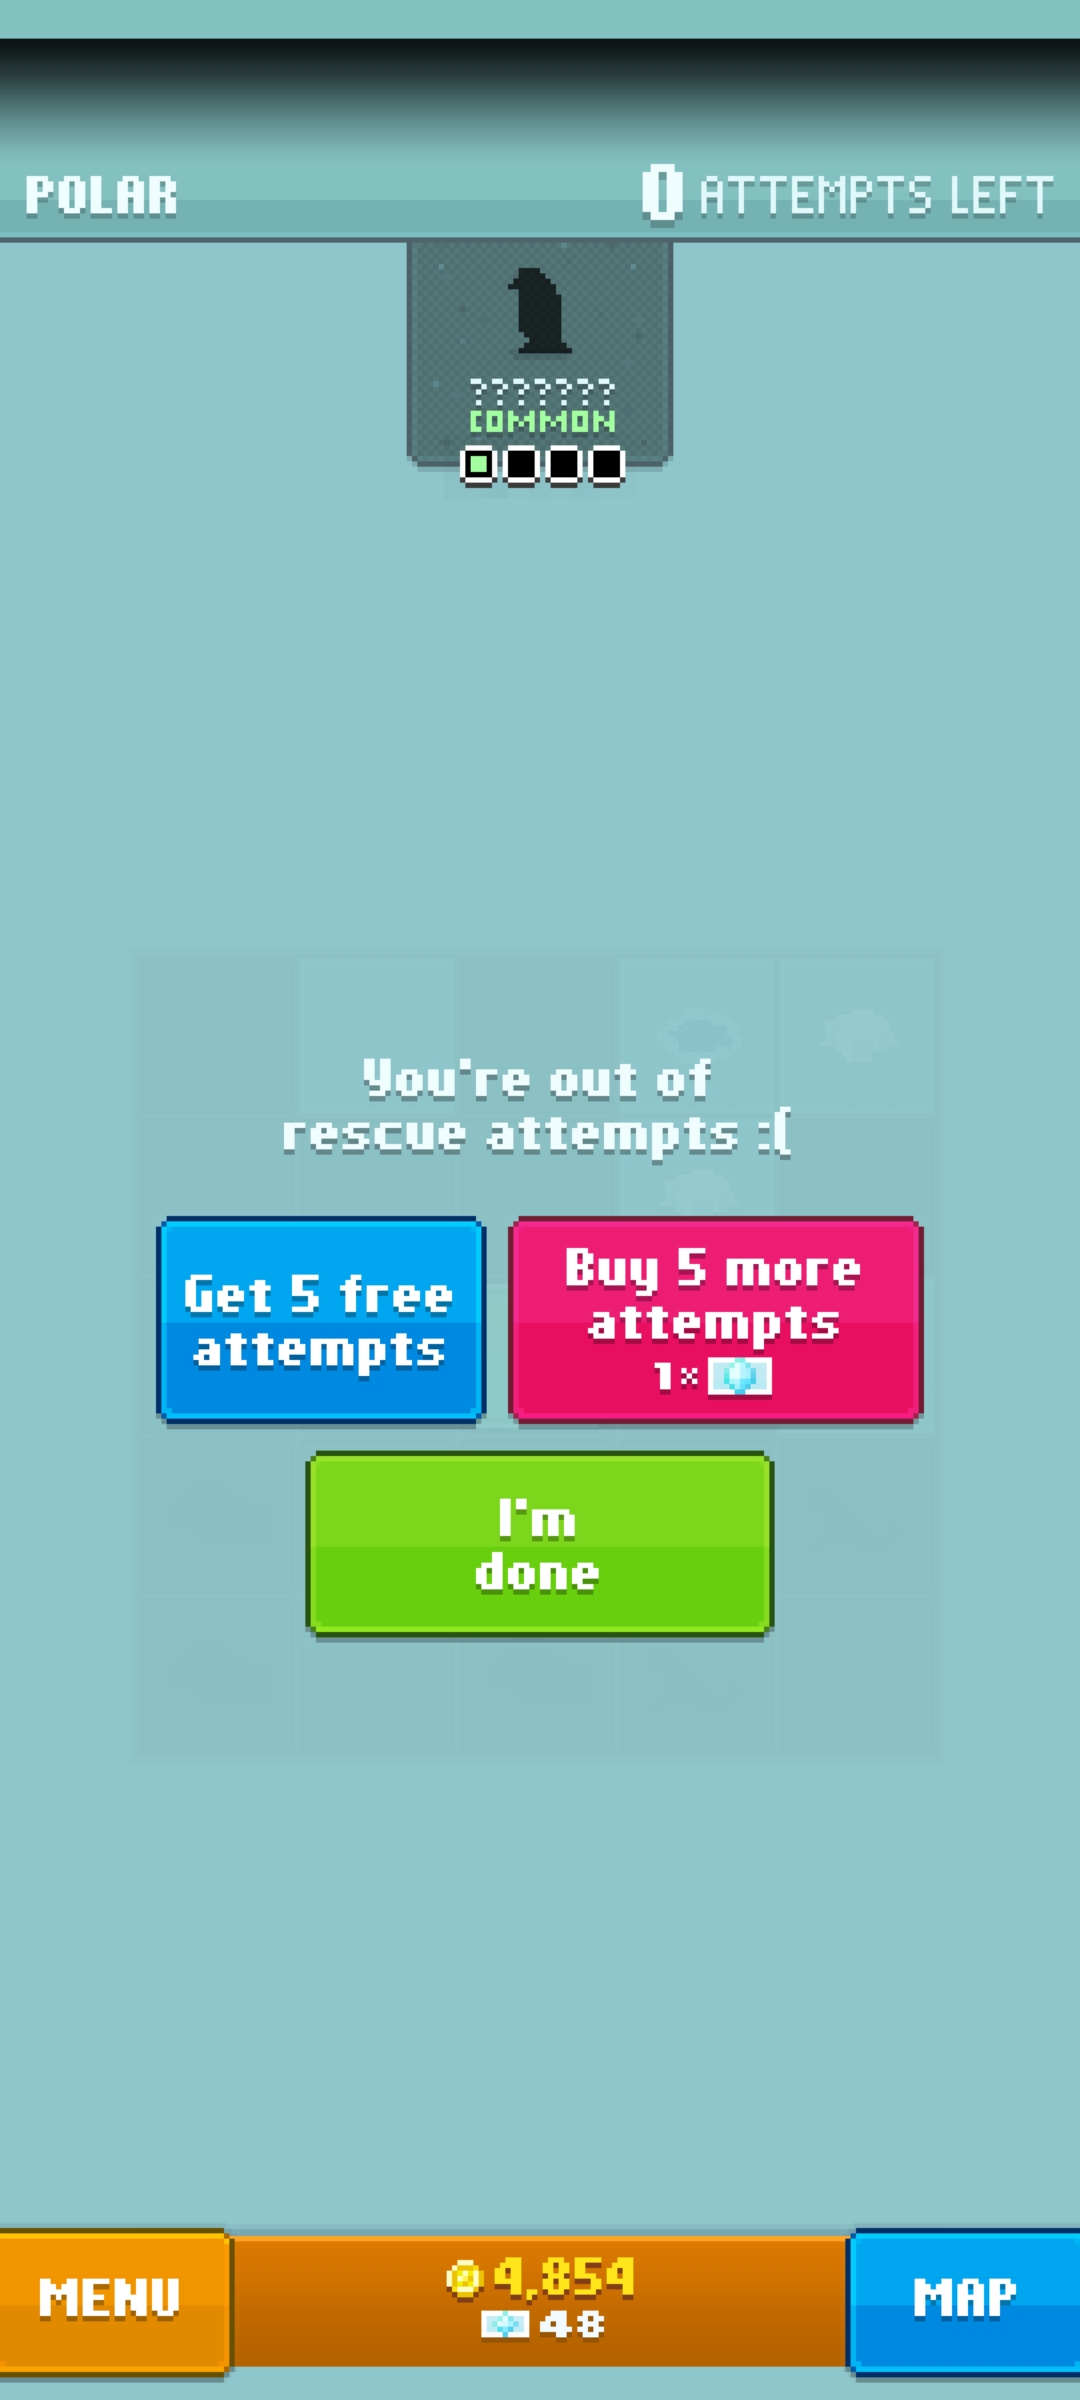 POLAR
0 ATTEMPTS LEFT
???????
COMMON
You're out of
rescue attempts :(
Get 5 free
attempts
Buy 5 more
attempts
1×
I'm
done
MENU
4,854
48
MAP